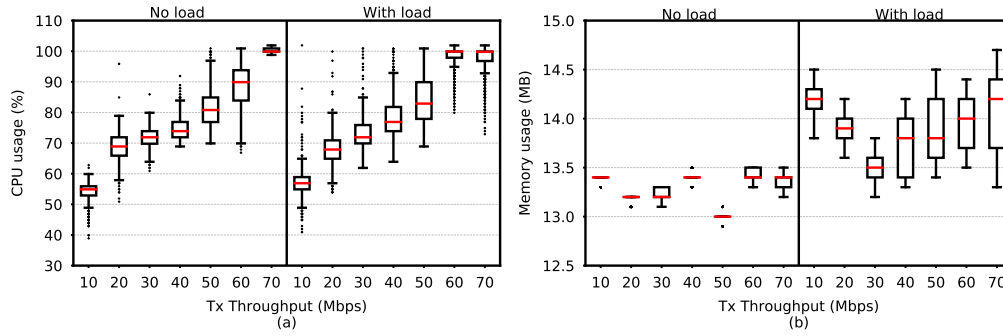 No load With load
110
100
90
80
70
60
50
40
30
CPU usage (%)
10 20 30 40 50 60 70 10 20 30 40 50 60 70
Tx Throughput (Mbps)
(a)
No load With load
15.0
14.5
14.0
13.5
13.0
12.5
Memory usage (MB)
10 20 30 40 50 60 70 10 20 30 40 50 60 70
Tx Throughput (Mbps)
(b)